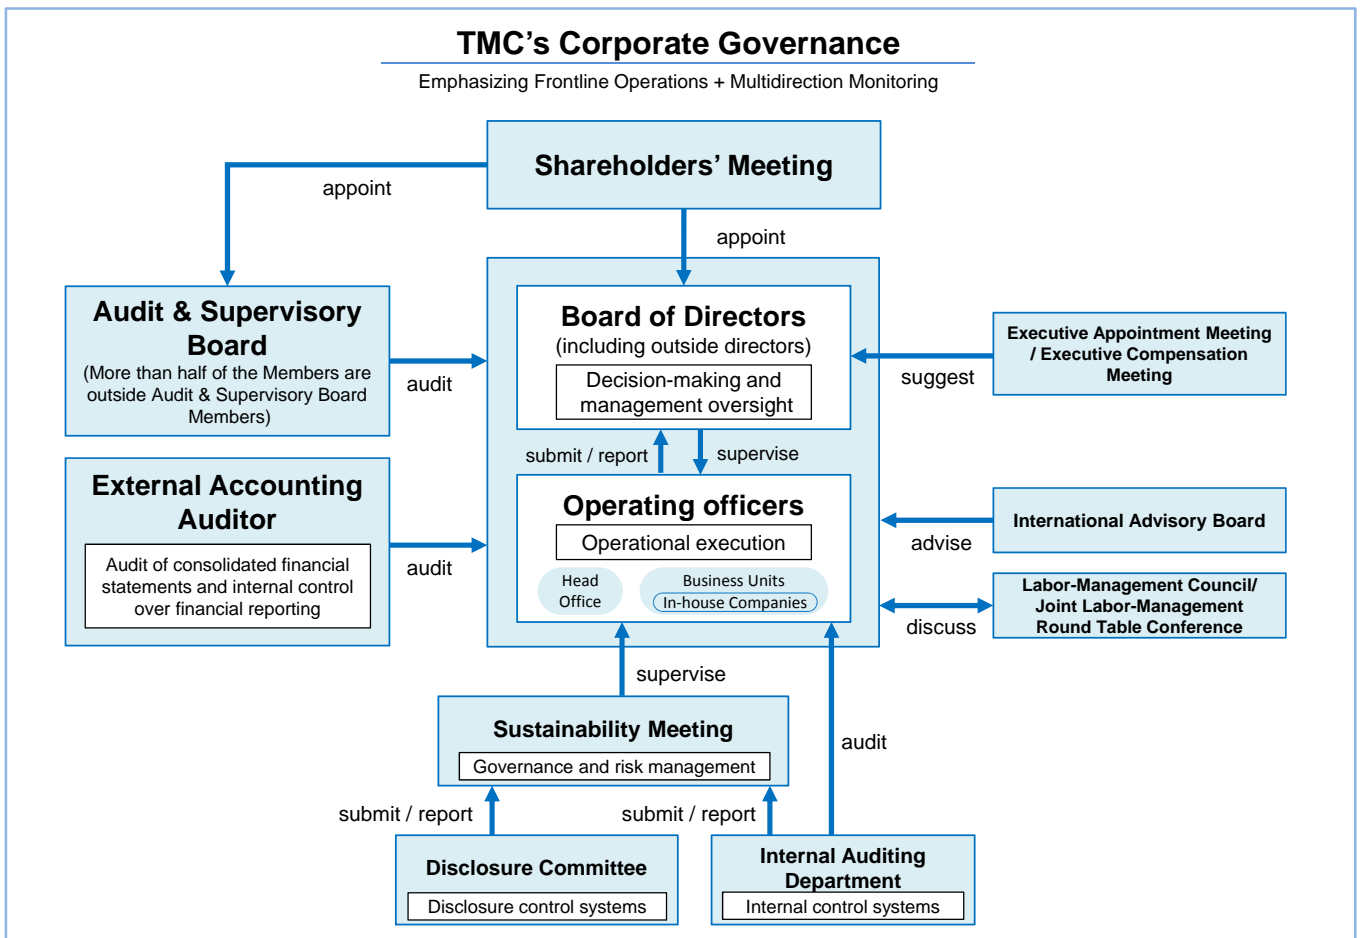 TMC’s Corporate Governance
Emphasizing Frontline Operations + Multidirection Monitoring
Shareholders’ Meeting
appoint
appoint
Audit & Supervisory
Board
(More than half of the Members are
outside Audit & Supervisory Board
Members)
audit
Board of Directors
(including outside directors)
Decision-making and
management oversight
suggest
Executive Appointment Meeting
/ Executive Compensation
Meeting
submit / report
supervise
External Accounting
Auditor
Audit of consolidated financial
statements and internal control
over financial reporting
audit
Operating officers
Operational execution
Head
Office
Business Units
In-house Companies
advise
International Advisory Board
discuss
Labor-Management Council/
Joint Labor-Management
Round Table Conference
supervise
Sustainability Meeting
Governance and risk management
audit
submit / report
submit / report
Disclosure Committee
Disclosure control systems
Internal Auditing
Department
Internal control systems